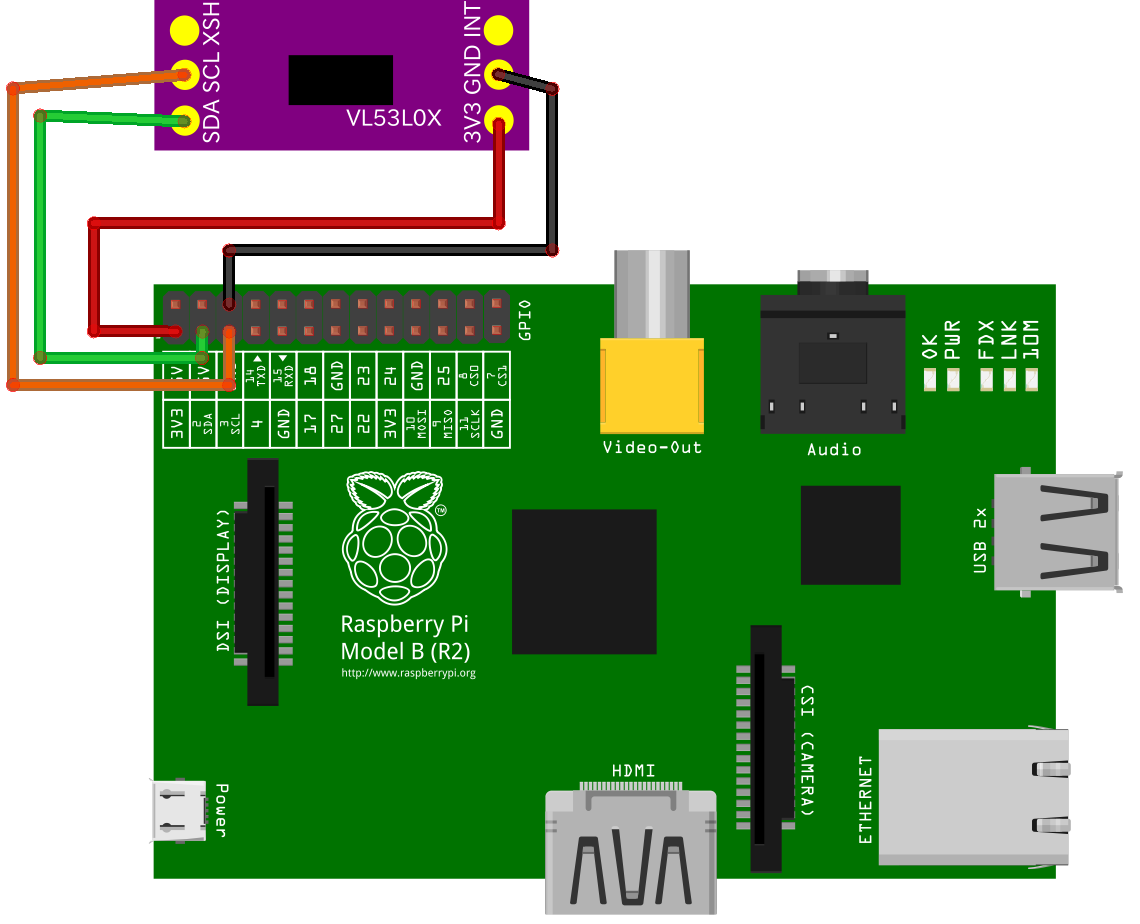 SDA SCL XSH
3V3 GND INT
VL53L0X
GPIO
5V 5V 14 TXD 15 RXD 18 GND 23 24 GND 25 8 CS0 7 CS1
3V3 2 SDA 3 SCL 4 GND 17 27 22 3V3 10 MOSI 9 MISO 11 SCLK GND
OK
PWR
FDX
LNK
10M
Video-Out
Audio
USB 2x
DSI (DISPLAY)
TM
Raspberry Pi
Model B (R2)
http://www.raspberrypi.org
CSI (CAMERA)
HDMI
ETHERNET
Power